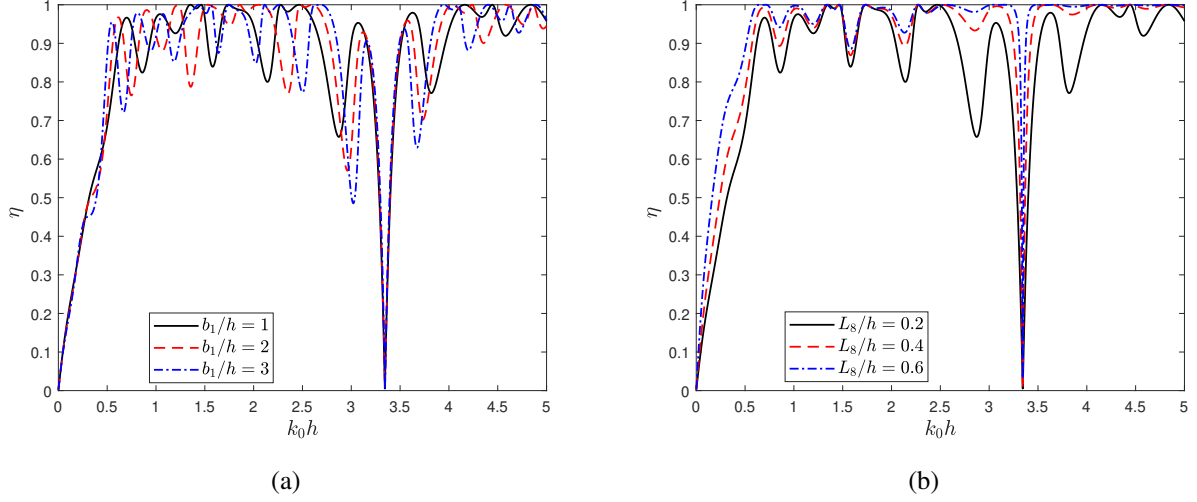 1
0.9
0.8
0.7
0.6
0.5
0.4
0.3
0.2
0.1
0
η
b₁/h = 1
b₁/h = 2
b₁/h = 3
0 0.5 1 1.5 2 2.5 3 3.5 4 4.5 5
k₀h
(a)
1
0.9
0.8
0.7
0.6
0.5
0.4
0.3
0.2
0.1
0
η
L₈/h = 0.2
L₈/h = 0.4
L₈/h = 0.6
0 0.5 1 1.5 2 2.5 3 3.5 4 4.5 5
k₀h
(b)